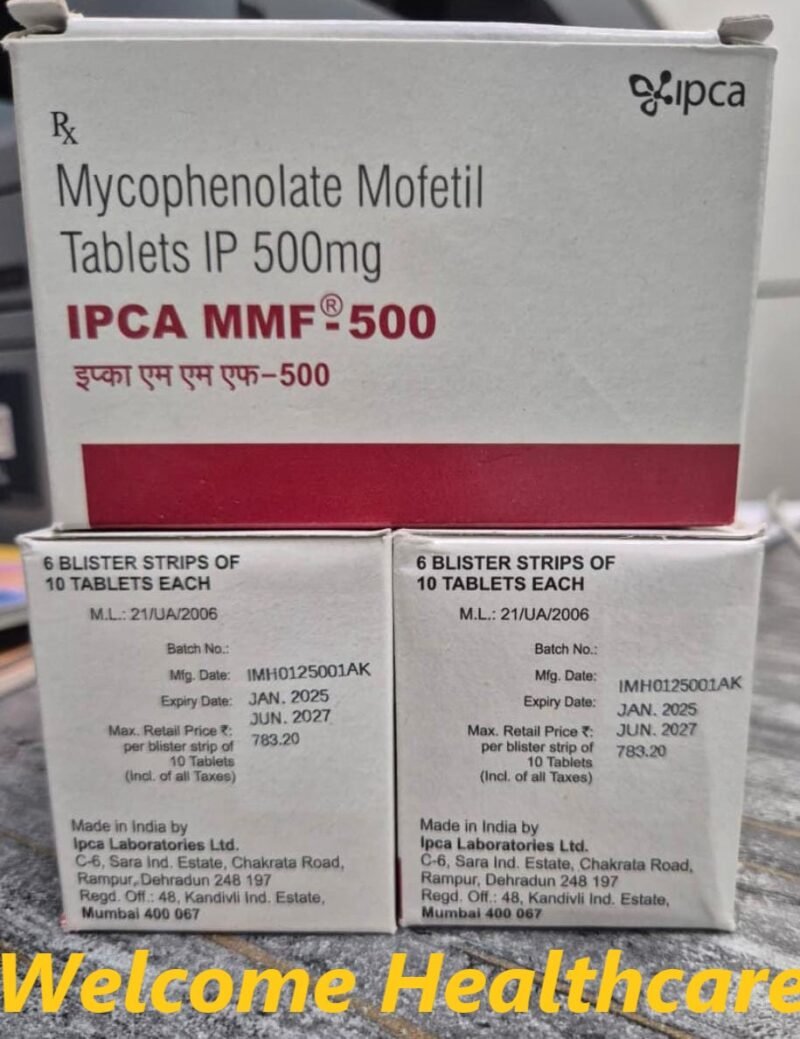 ipca
Rx
Mycophenolate Mofetil
Tablets IP 500mg
IPCA MMF®-500
इप्का एम एम एफ-500
6 BLISTER STRIPS OF
10 TABLETS EACH
M.L.: 21/UA/2006
Batch No.:
Mfg. Date: IMH0125001AK
Expiry Date: JAN. 2025
JUN. 2027
Max. Retail Price ₹: 783.20
per blister strip of
10 Tablets
(Incl. of all Taxes)
Made in India by
Ipca Laboratories Ltd.
C-6, Sara Ind. Estate, Chakrata Road,
Rampur, Dehradun 248 197
Regd. Off.: 48, Kandivli Ind. Estate,
Mumbai 400 067
6 BLISTER STRIPS OF
10 TABLETS EACH
M.L.: 21/UA/2006
Batch No.:
Mfg. Date: IMH0125001AK
Expiry Date: JAN. 2025
Max. Retail Price ₹: JUN. 2027
per blister strip of 783.20
10 Tablets
(Incl. of all Taxes)
Made in India by
Ipca Laboratories Ltd.
C-6, Sara Ind. Estate, Chakrata Road,
Rampur, Dehradun 248 197
Regd. Off.: 48, Kandivli Ind. Estate,
Mumbai 400 067
Welcome Healthcare